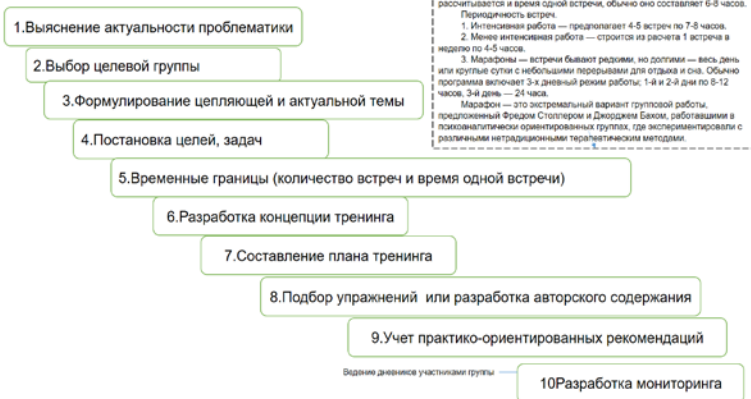 рассчитывается и время одной встречи, обычно оно составляет 6-8 часов.
Периодичность встреч.
1. Интенсивная работа — предполагает 4-5 встреч по 7-8 часов.
2. Менее интенсивная работа — строится из расчета 1 встреча в
неделю по 4-5 часов.
3. Марафоны — встречи бывают редкими, но долгими — весь день
или круглые сутки с небольшими перерывами для отдыха и сна. Обычно
программа включает 3-х дневный режим работы; 1-й и 2-й дни по 8-12
часов, 3-й день — 24 часа.
Марафон — это экстремальный вариант групповой работы,
предложенный Фредом Столлером и Джорджем Бахом, работавшими в
психоаналитически ориентированных группах, где экспериментировали с
различными нетрадиционными терапевтическим методами.
1.Выяснение актуальности проблематики
2.Выбор целевой группы
3.Формулирование цепляющей и актуальной темы
4.Постановка целей, задач
5.Временные границы (количество встреч и время одной встречи)
6.Разработка концепции тренинга
7.Составление плана тренинга
8.Подбор упражнений или разработка авторского содержания
9.Учет практико-ориентированных рекомендаций
Ведение дневников участниками группы
10Разработка мониторинга